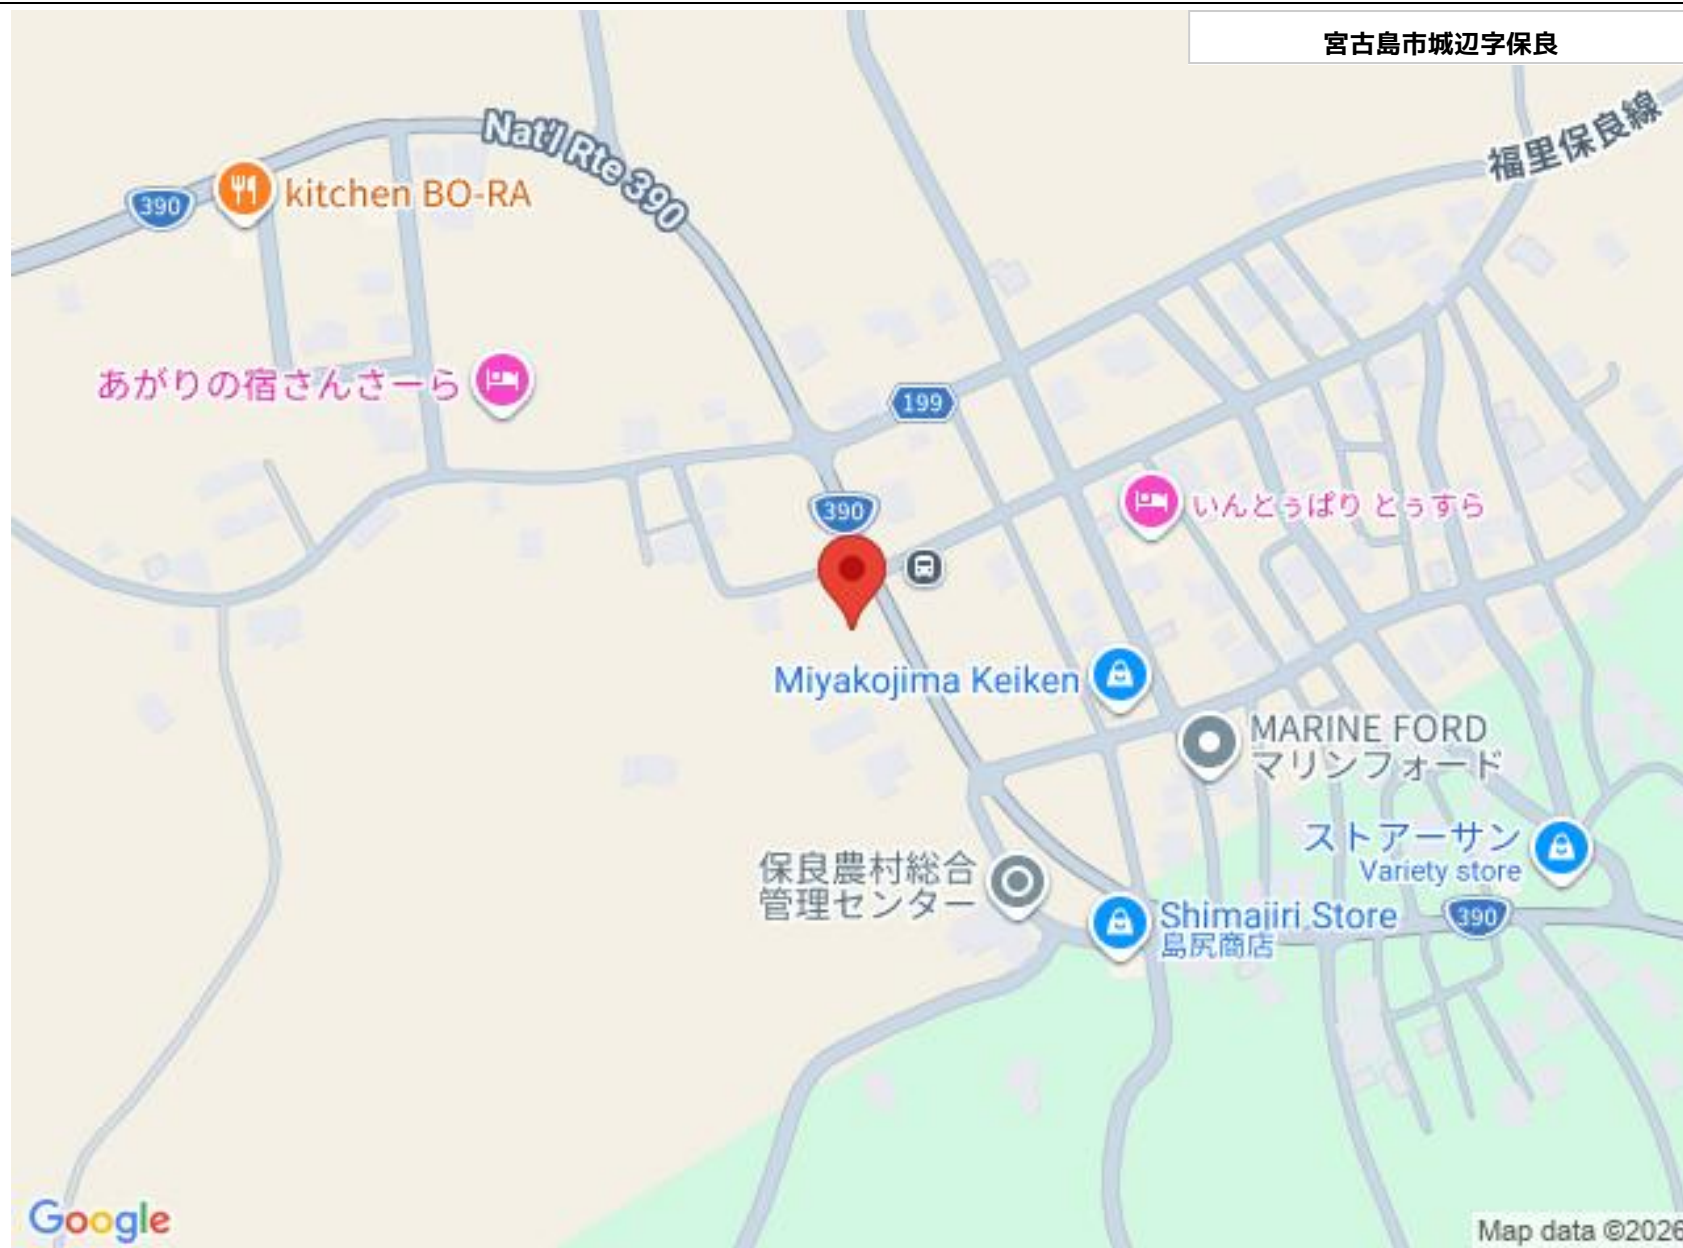 宮古島市城辺字保良
福里保良線
Nat'l Rte 390
390
kitchen BO-RA
あがりの宿さんさーら
199
390
いんとぅぱり とぅすら
Miyakojima Keiken
MARINE FORD
マリンフォード
ストアーサン
Variety store
保良農村総合
管理センター
Shimajiri Store
島尻商店
390
Google
Map data ©2026